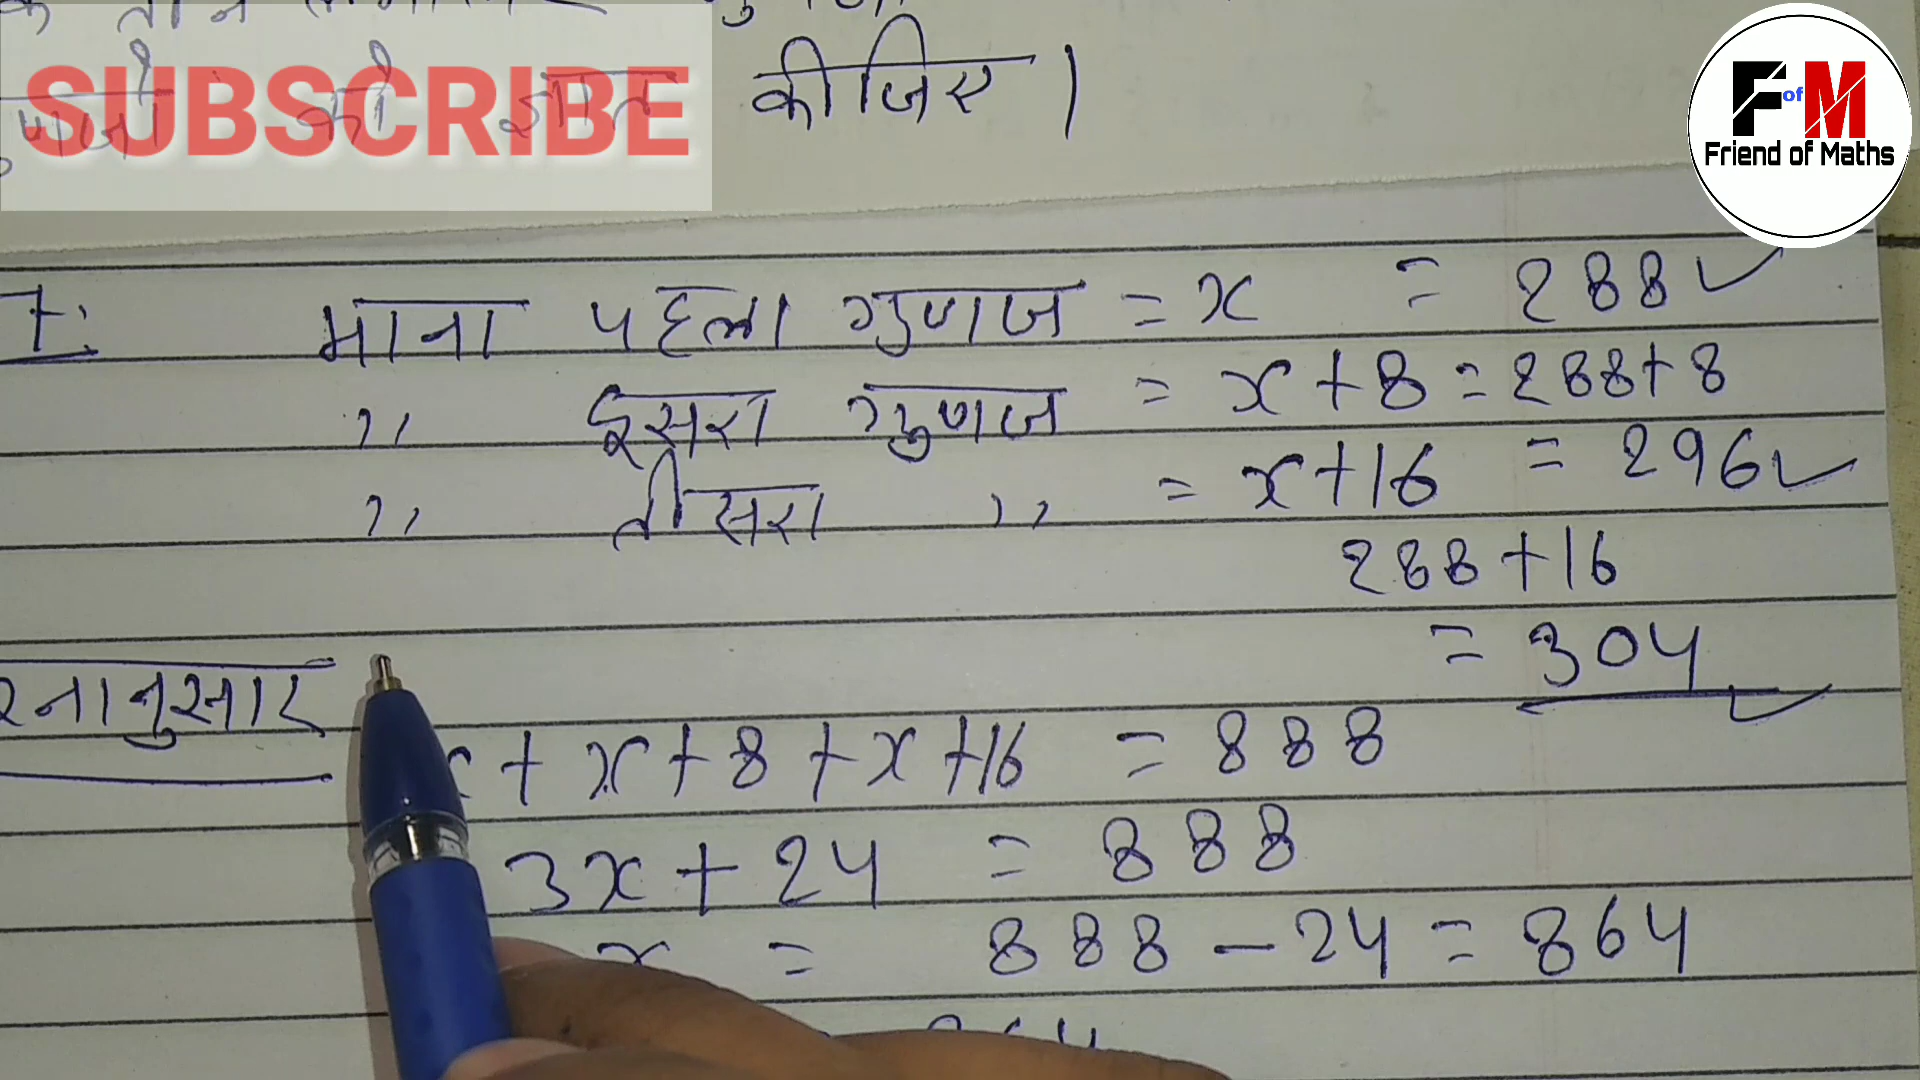 SUBSCRIBE
को ज्ञात कीजिए।
F of M
Friend of Maths
माना पहला गुणज = x = 288
,, दूसरा गुणज = x + 8 = 288 + 8
= 296
,, तीसरा ,, = x + 16
288 + 16
= 304
+ x + 8 + x + 16 = 888
3x + 24 = 888
x = 888 - 24 = 864